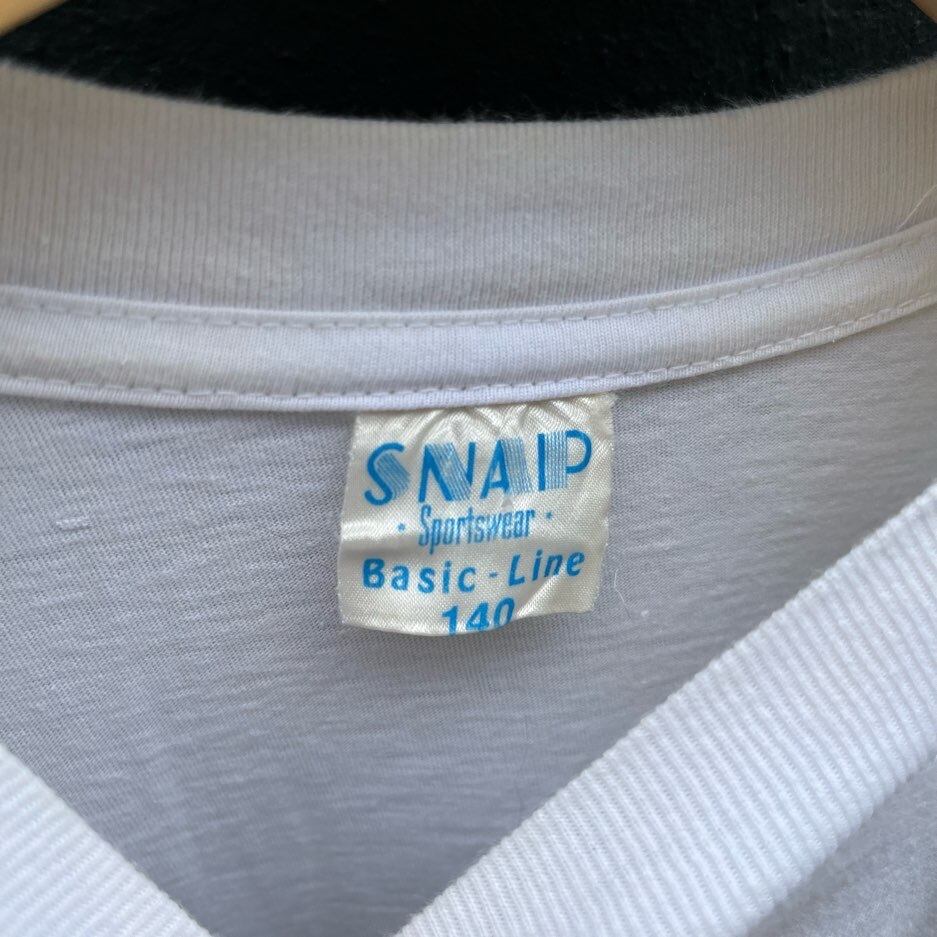 SNAP
· Sportswear ·
Basic-Line
140